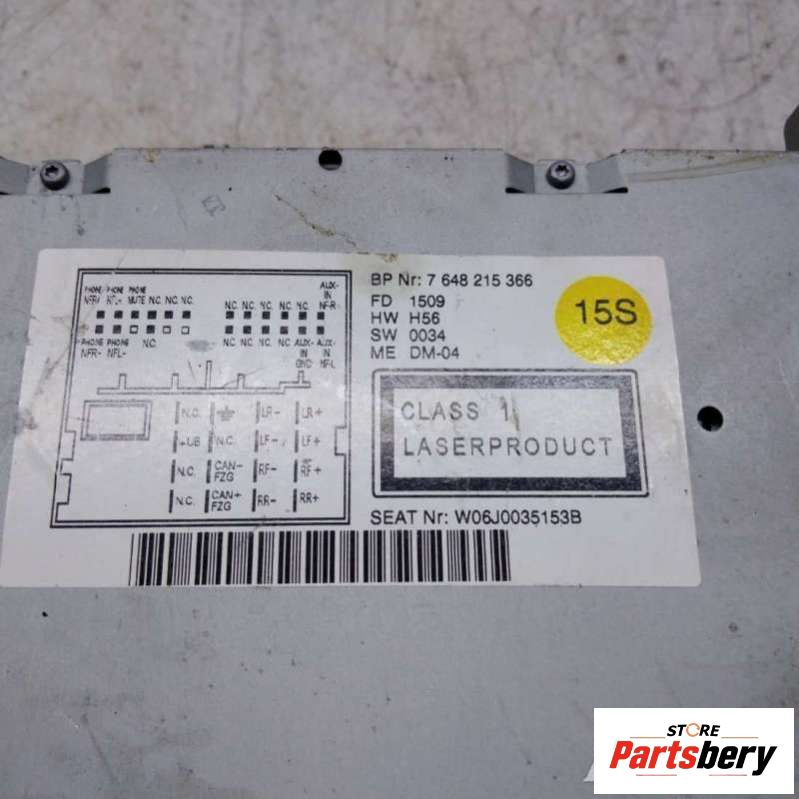 BP Nr: 7 648 215 366
FD 1509
HW H56
SW 0034
ME DM-04
15S
CLASS 1
LASERPRODUCT
SEAT Nr: W06J0035153B
PHONE PHONE PHONE AUX-
NFR+ NFL+ MUTE N.C. N.C. N.C. N.C. N.C. N.C. N.C. N.C. IN
NF-R
PHONE PHONE N.C. N.C. N.C. N.C. N.C. AUX- AUX-
NFR- NFL- IN IN
GND NF-L
N.C. LR- LR+
+UB N.C. LF- LF+
N.C. CAN- RF- RF+
FZG
N.C. CAN+ RR- RR+
FZG
STORE
Partsbery